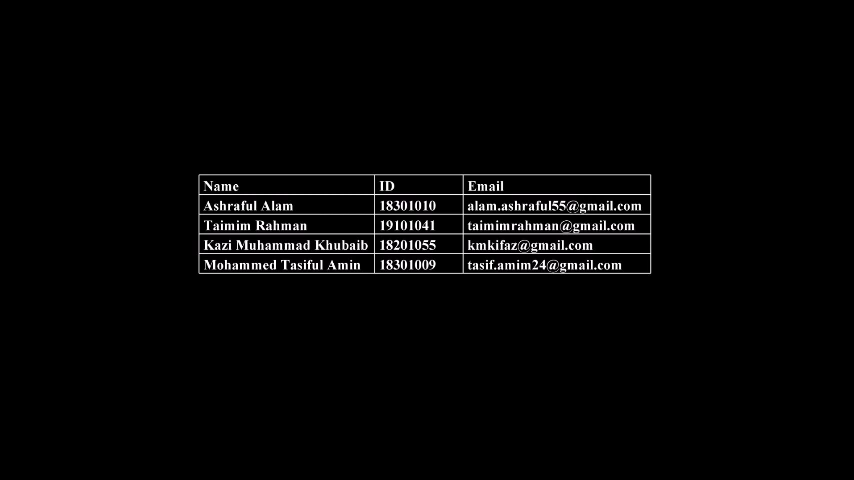 Name ID Email
Ashraful Alam 18301010 alam.ashraful55@gmail.com
Taimim Rahman 19101041 taimimrahman@gmail.com
Kazi Muhammad Khubaib 18201055 kmkifaz@gmail.com
Mohammed Tasiful Amin 18301009 tasif.amim24@gmail.com